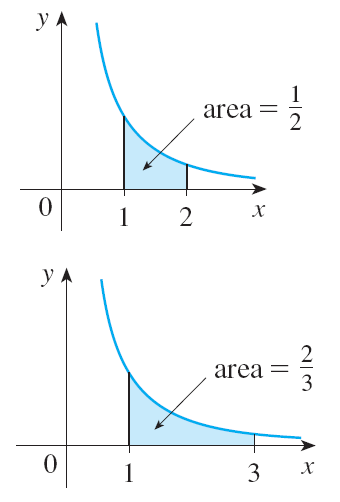 y
area = 1/2
0
1
2
x
y
area = 2/3
0
1
3
x